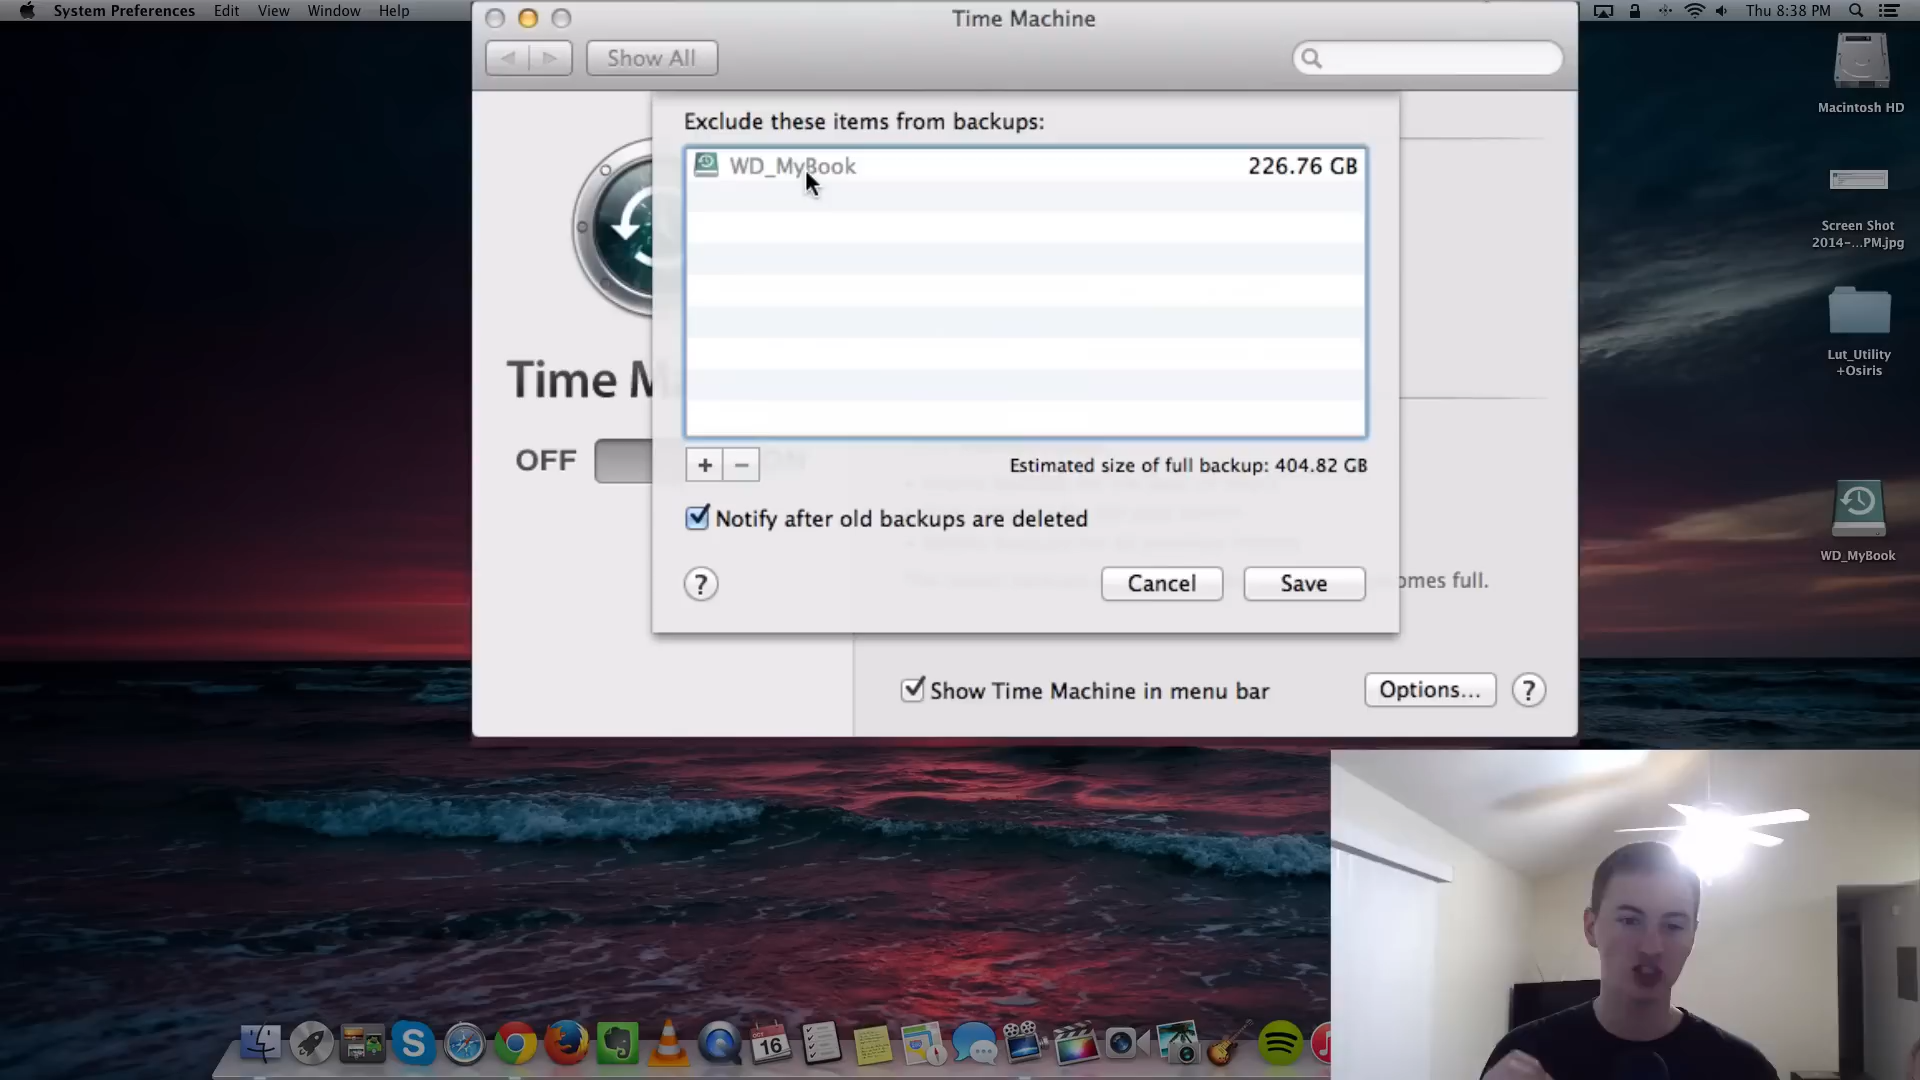 System Preferences Edit View Window Help
Thu 8:38 PM
Time Machine
Show All
Exclude these items from backups:
WD_MyBook 226.76 GB
Time M
OFF
ON
+ −
Estimated size of full backup: 404.82 GB
Notify after old backups are deleted
?
Cancel
Save
omes full.
Show Time Machine in menu bar
Options...
?
Macintosh HD
Screen Shot
2014-...PM.jpg
Lut_Utility
+Osiris
WD_MyBook
OCT
16